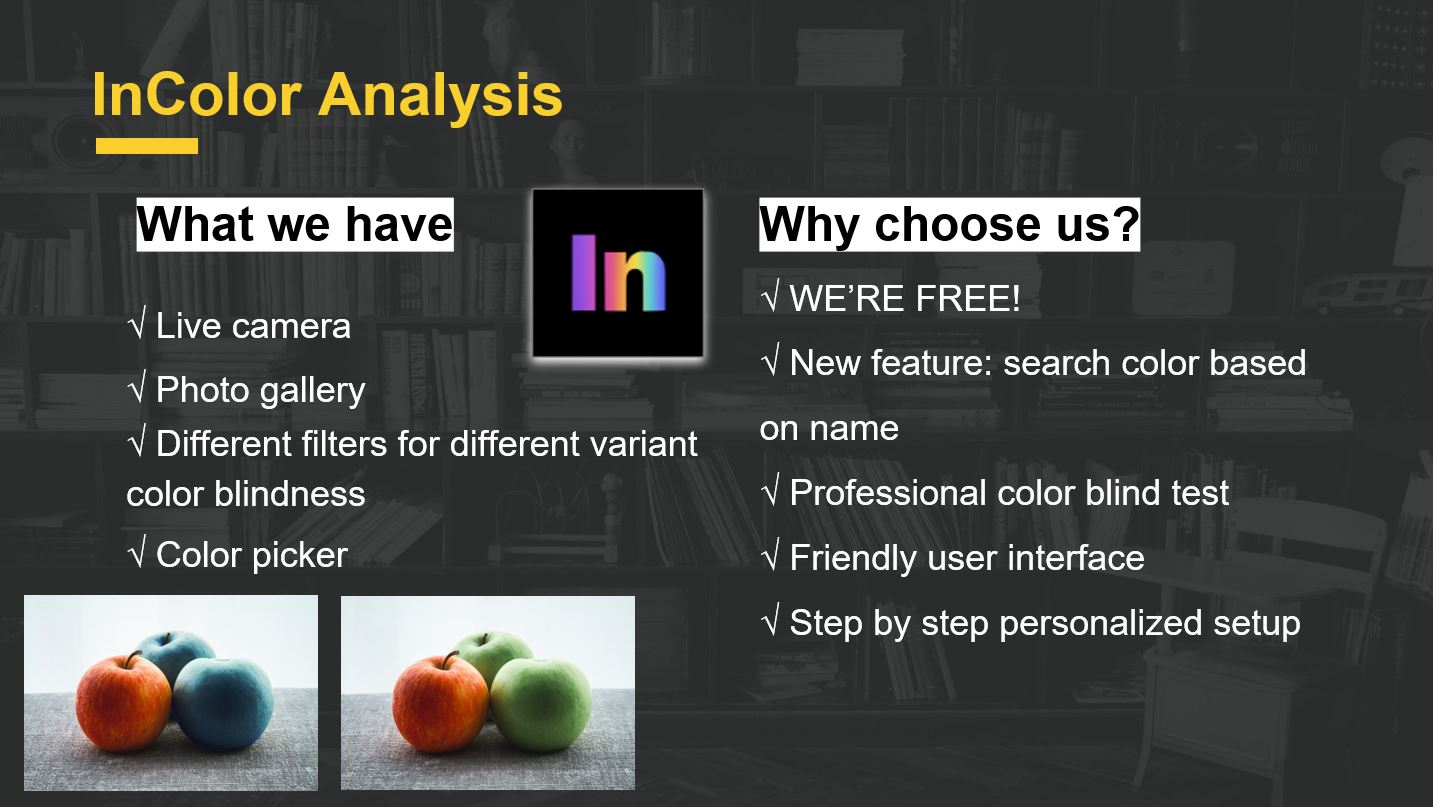 InColor Analysis
What we have
In
Why choose us?
√ Live camera
√ Photo gallery
√ Different filters for different variant
color blindness
√ Color picker
√ WE’RE FREE!
√ New feature: search color based
on name
√ Professional color blind test
√ Friendly user interface
√ Step by step personalized setup